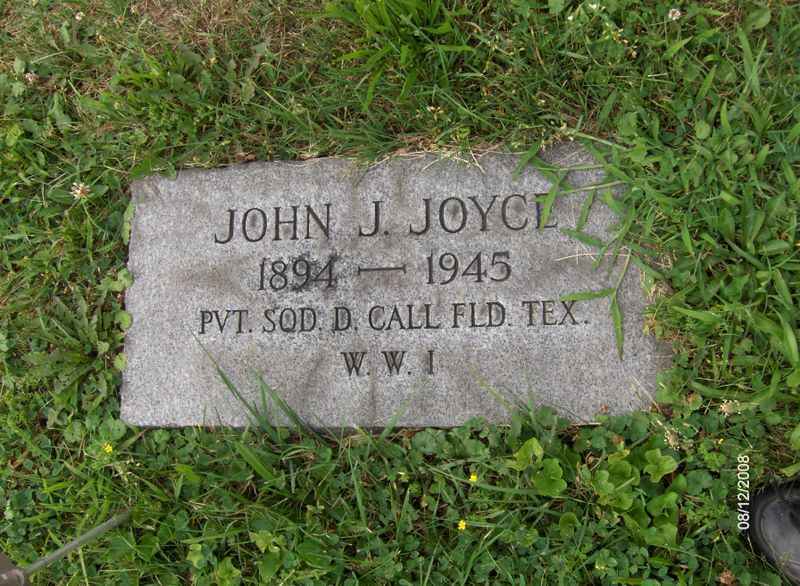 JOHN J. JOYCE
1894 — 1945
PVT. SQD. D. CALL FLD. TEX.
W. W. I
08/12/2008